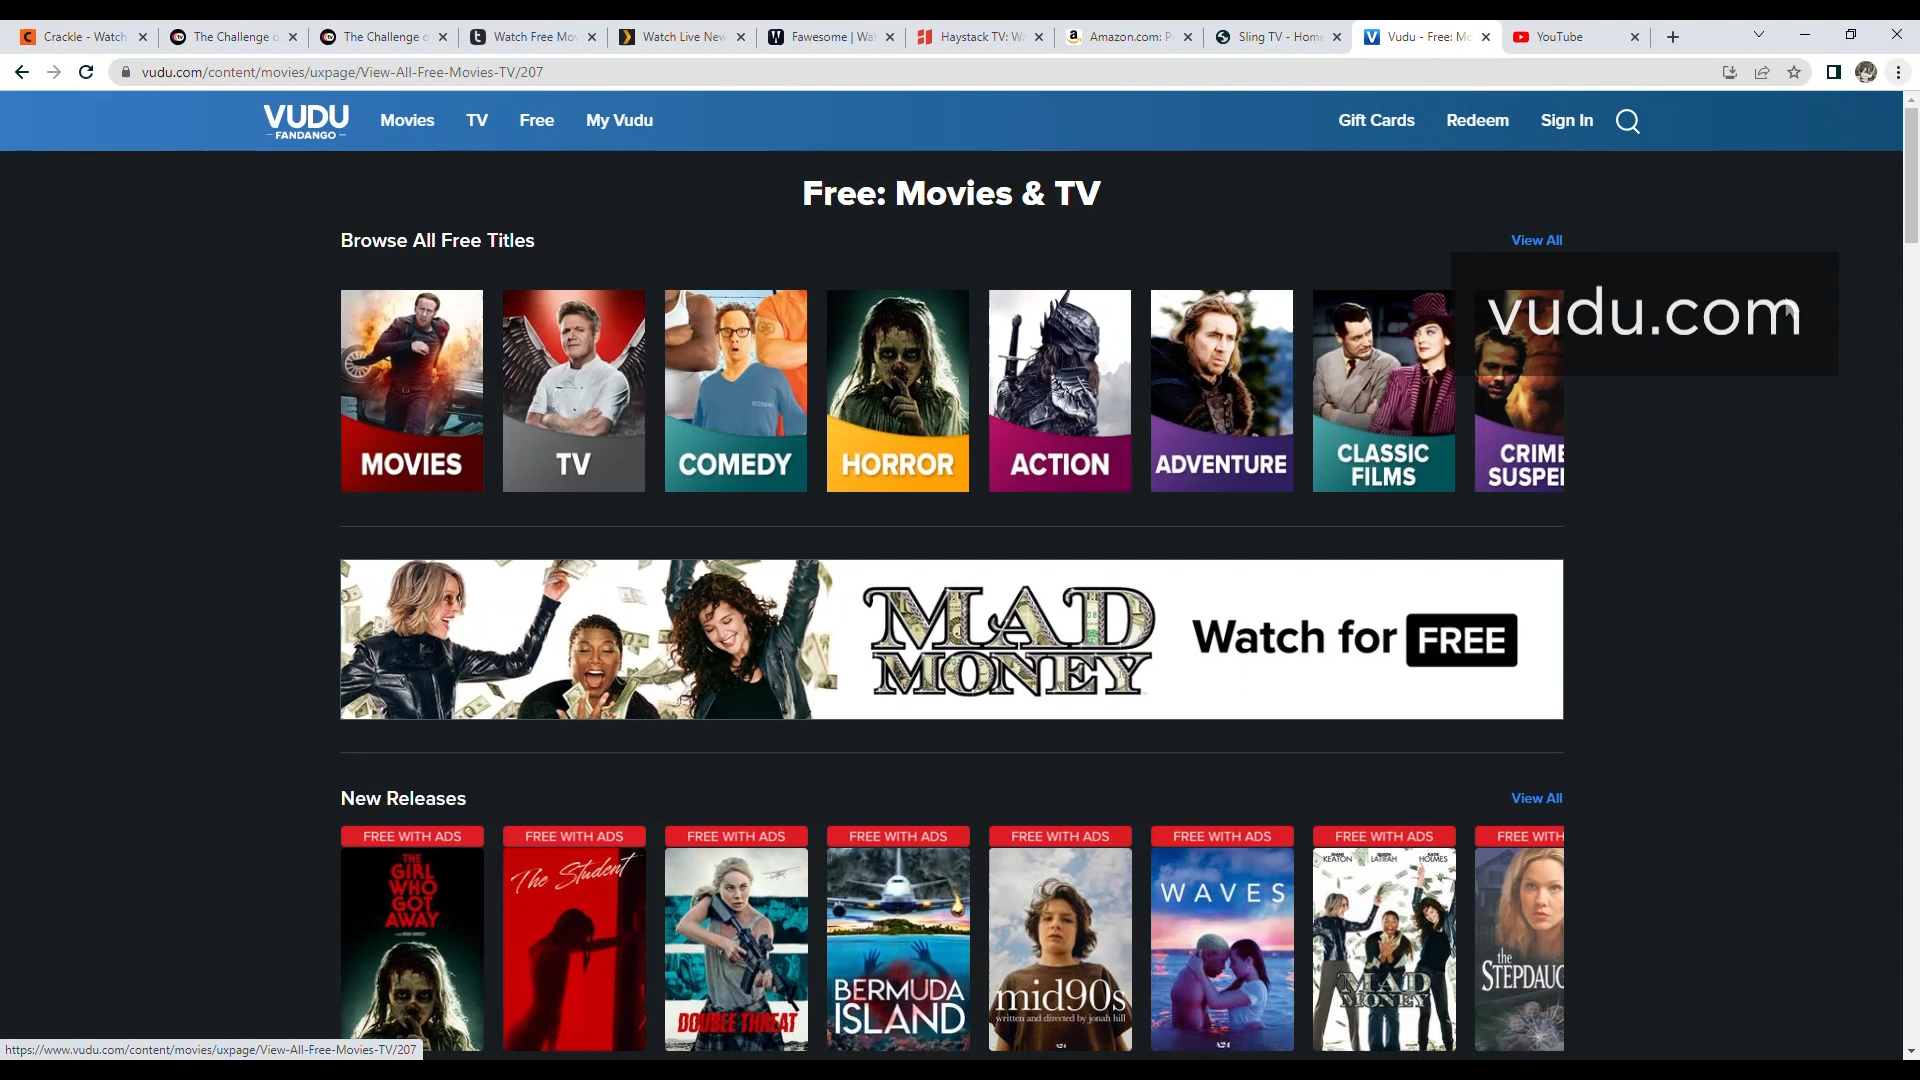 Crackle - Watch
The Challenge o
The Challenge o
Watch Free Mov
Watch Live New
Fawesome | Wat
Haystack TV: Wa
Amazon.com: P
Sling TV - Home
Vudu - Free: Mo
YouTube
vudu.com/content/movies/uxpage/View-All-Free-Movies-TV/207
VUDU
FANDANGO
Movies
TV
Free
My Vudu
Gift Cards
Redeem
Sign In
Free: Movies & TV
Browse All Free Titles
View All
vudu.com
MOVIES
TV
COMEDY
HORROR
ACTION
ADVENTURE
CLASSIC
FILMS
CRIME
SUSPEN
Mad
Money
Watch for FREE
New Releases
View All
FREE WITH ADS
FREE WITH ADS
FREE WITH ADS
FREE WITH ADS
FREE WITH ADS
FREE WITH ADS
FREE WITH ADS
FREE WITH
THE
GIRL
WHO
GOT
AWAY
The Student
DOUBLE THREAT
BERMUDA
ISLAND
mid90s
written and directed by jonah hill
WAVES
DIANE KEATON
QUEEN LATIFAH
KATIE HOLMES
MAD
MONEY
the
STEPDAUG
https://www.vudu.com/content/movies/uxpage/View-All-Free-Movies-TV/207